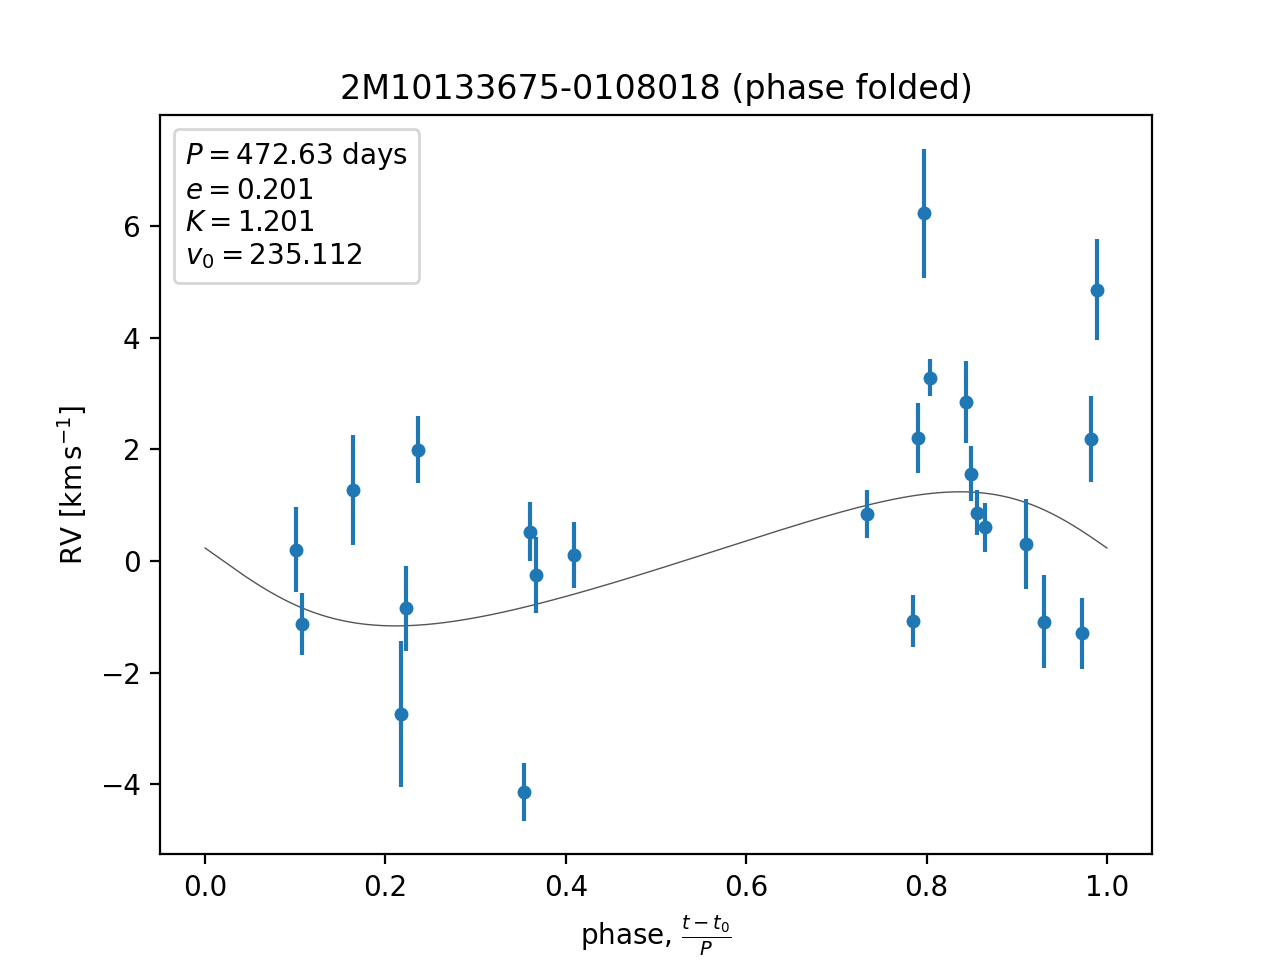 2M10133675-0108018 (phase folded)
P = 472.63 days
e = 0.201
K = 1.201
v₀ = 235.112
RV [km s⁻¹]
6
4
2
0
−2
−4
0.0 0.2 0.4 0.6 0.8 1.0
phase, (t − t₀)/P